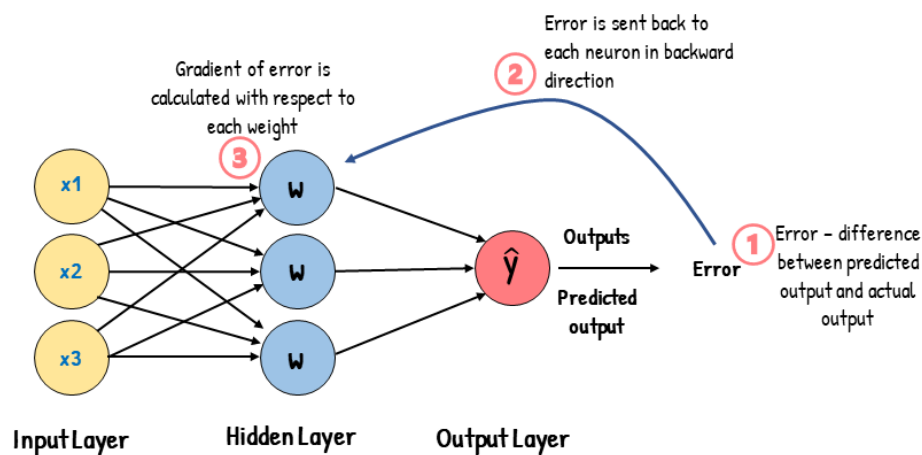 Error is sent back to
each neuron in backward
direction
2
Gradient of error is
calculated with respect to
each weight
3
x1
x2
x3
w
w
w
ŷ
Outputs
Predicted
output
Error
1
Error – difference
between predicted
output and actual
output
Input Layer
Hidden Layer
Output Layer